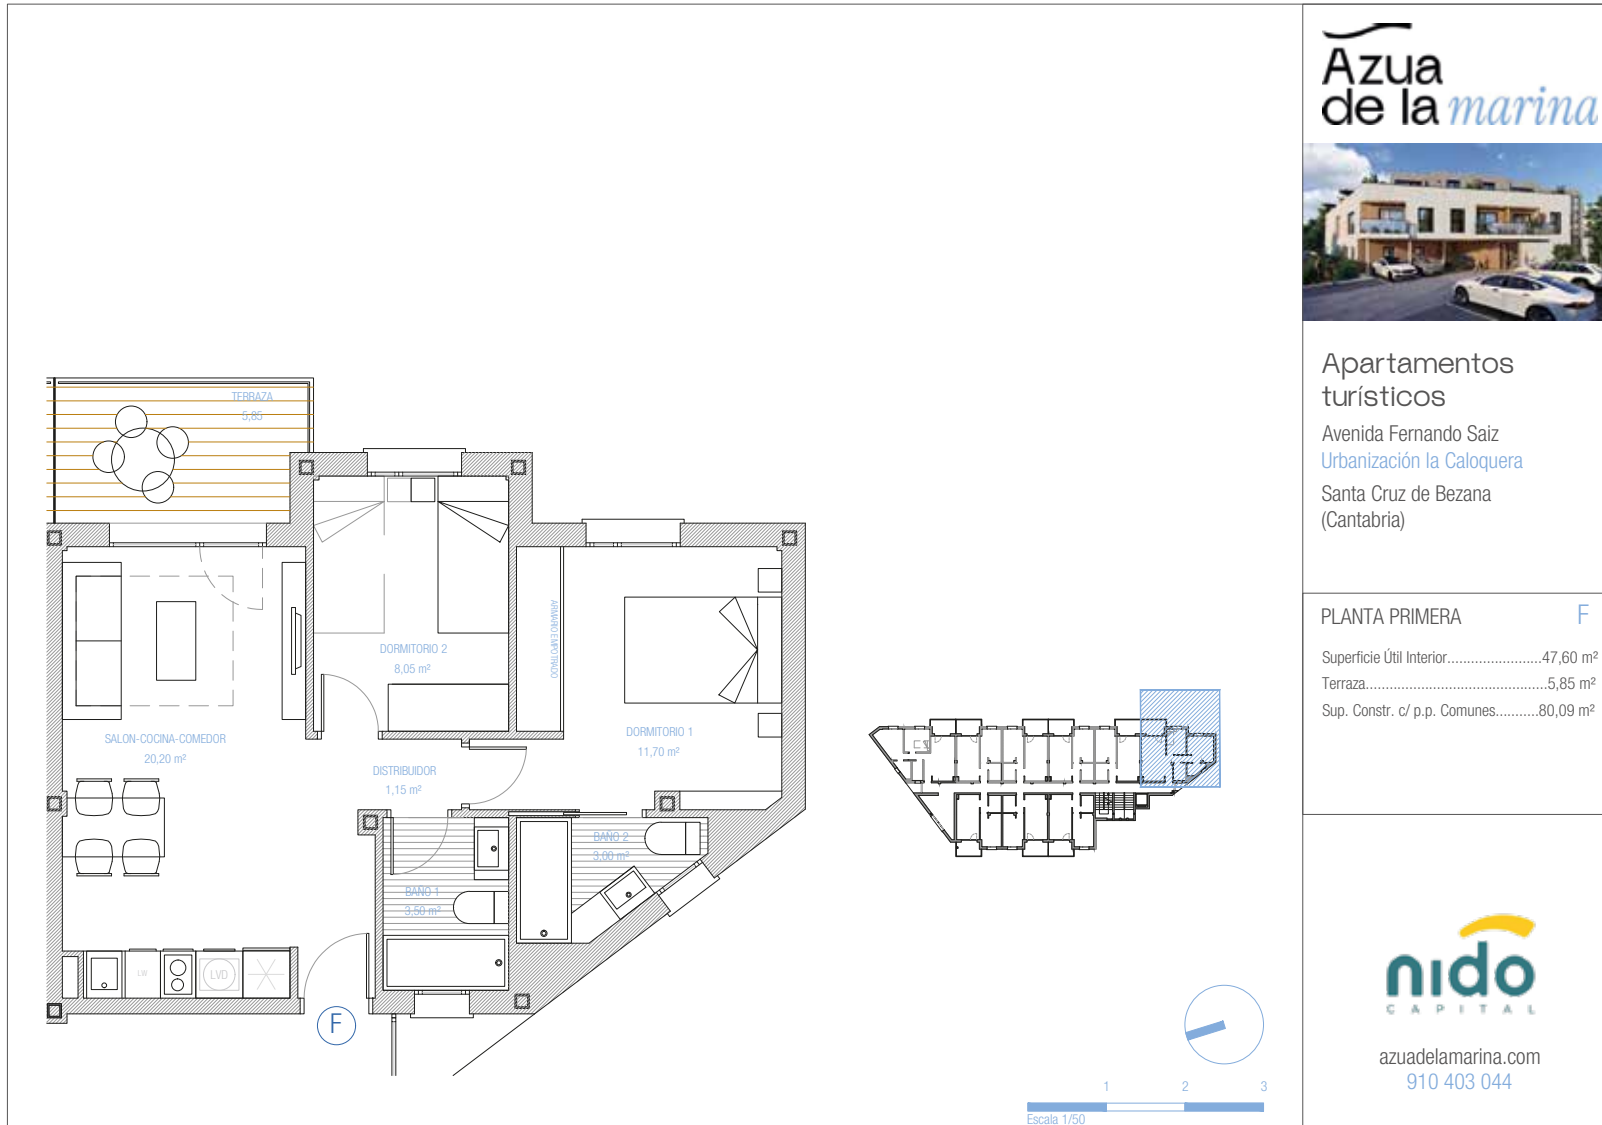 Azua
de la marina
Apartamentos
turísticos
Avenida Fernando Saiz
Urbanización la Caloquera
Santa Cruz de Bezana
(Cantabria)
PLANTA PRIMERA F
Superficie Útil Interior.......................47,60 m²
Terraza.............................................5,85 m²
Sup. Constr. c/ p.p. Comunes..........80,09 m²
nido
CAPITAL
azuadelamarina.com
910 403 044
TERRAZA
5,85
DORMITORIO 2
8,05 m²
ARMARIO EMPOTRADO
DORMITORIO 1
11,70 m²
SALON-COCINA-COMEDOR
20,20 m²
DISTRIBUIDOR
1,15 m²
BAÑO 2
3,00 m²
BAÑO 1
3,50 m²
LW
LVD
F
1 2 3
Escala 1/50